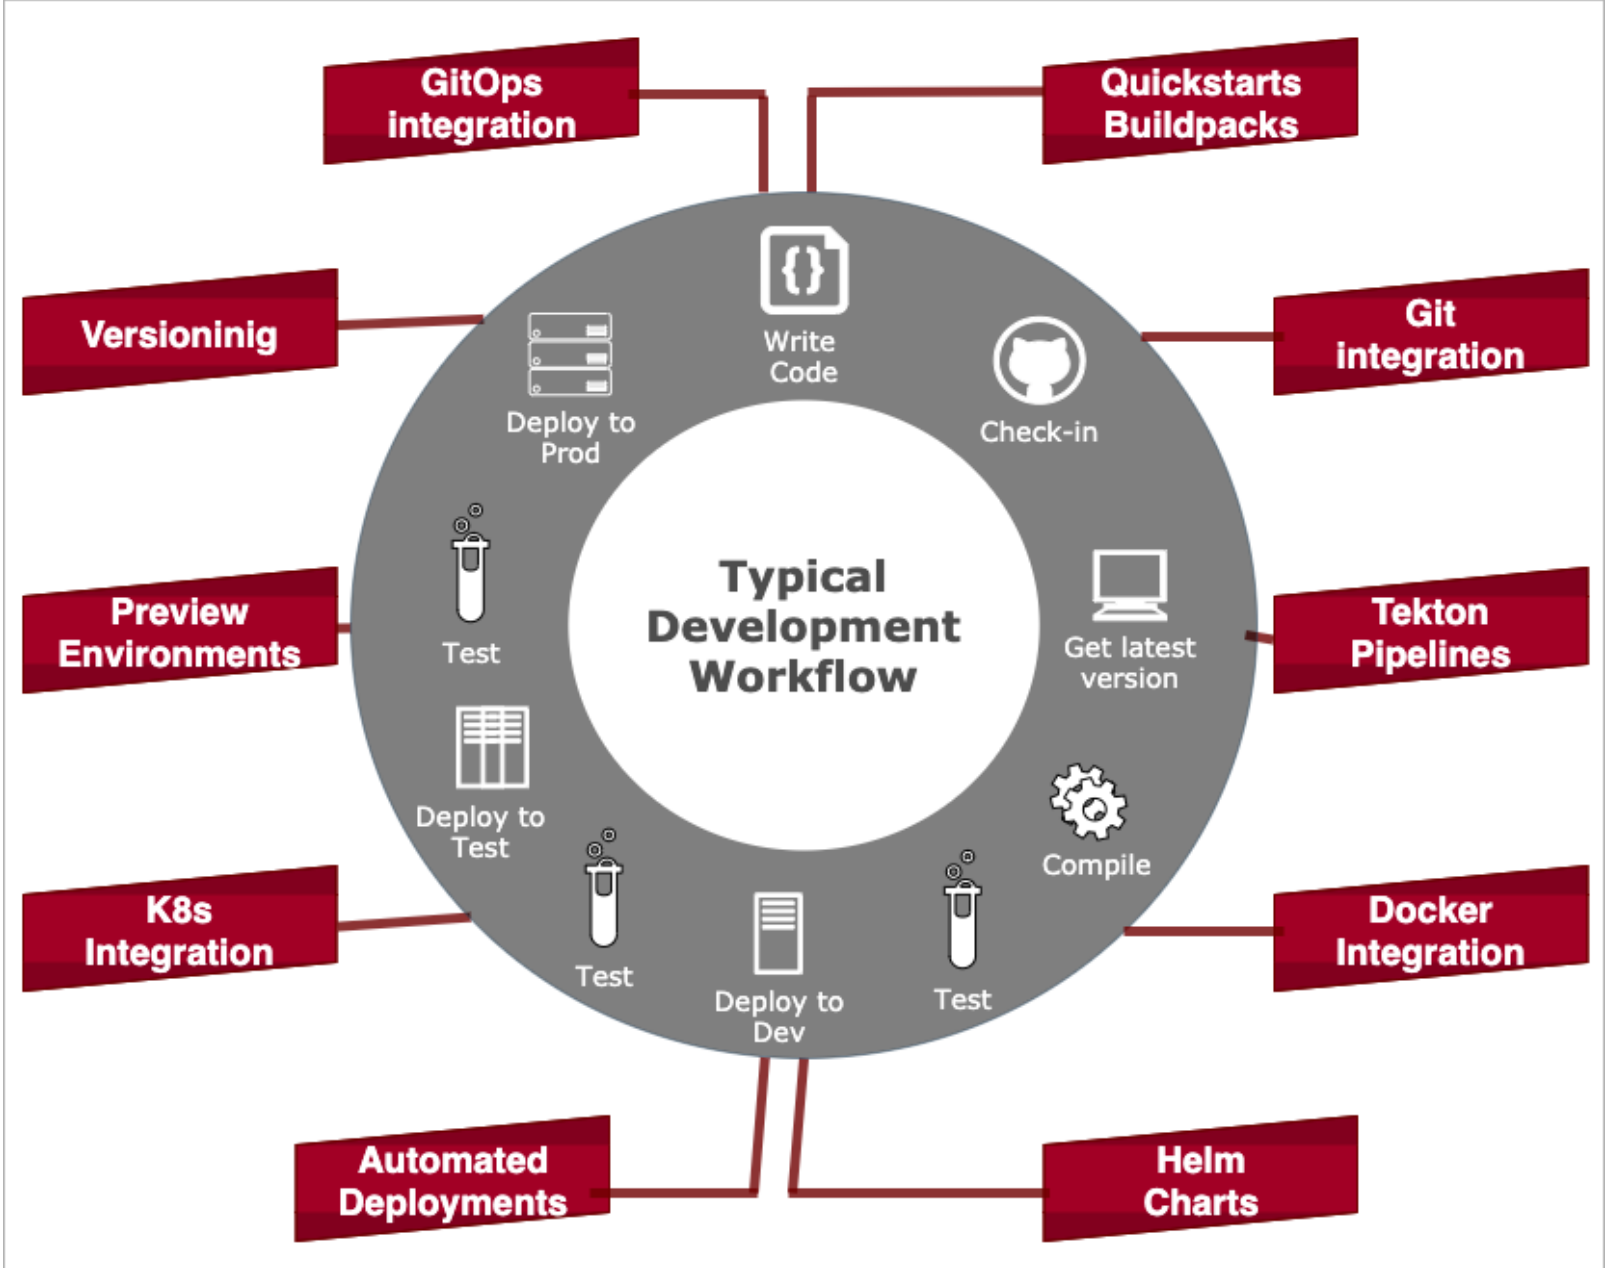 GitOps
integration
Quickstarts
Buildpacks
Versioninig
Git
integration
Write
Code
Check-in
Deploy to
Prod
Test
Typical
Development
Workflow
Get latest
version
Preview
Environments
Tekton
Pipelines
Deploy to
Test
Compile
K8s
Integration
Docker
Integration
Test
Deploy to
Dev
Test
Automated
Deployments
Helm
Charts